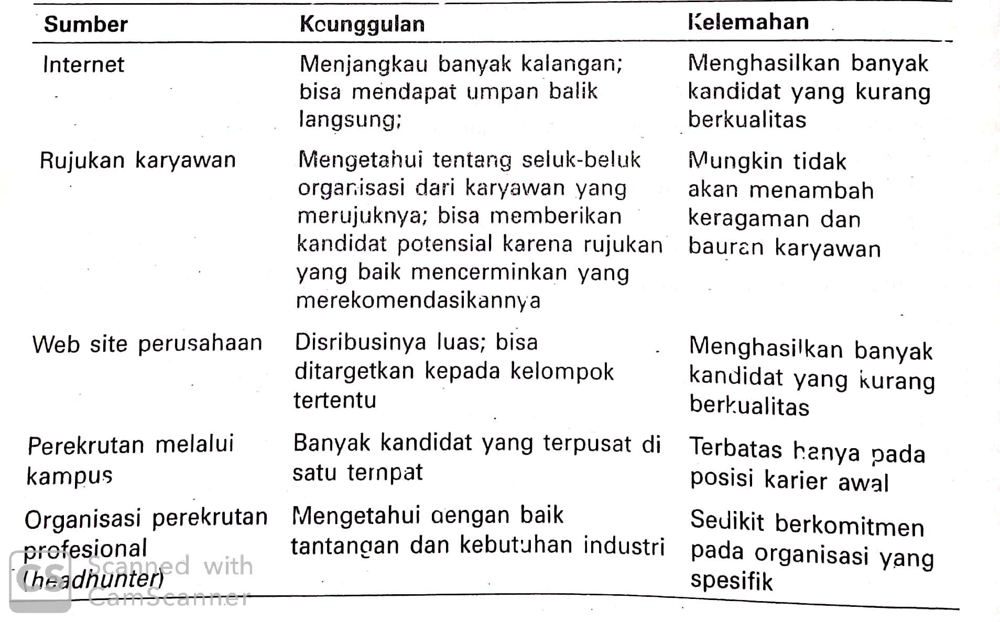 Sumber Keunggulan Kelemahan
Internet
Menjangkau banyak kalangan;
bisa mendapat umpan balik
langsung;
Menghasilkan banyak
kandidat yang kurang
berkualitas
Rujukan karyawan
Mengetahui tentang seluk-beluk
organisasi dari karyawan yang
merujuknya; bisa memberikan
kandidat potensial karena rujukan
yang baik mencerminkan yang
merekomendasikannya
Mungkin tidak
akan menambah
keragaman dan
bauran karyawan
Web site perusahaan
Disribusinya luas; bisa
ditargetkan kepada kelompok
tertentu
Menghasilkan banyak
kandidat yang kurang
berkualitas
Perekrutan melalui
kampus
Banyak kandidat yang terpusat di
satu tempat
Terbatas hanya pada
posisi karier awal
Organisasi perekrutan
profesional
(headhunter)
Mengetahui dengan baik
tantangan dan kebutuhan industri
Sedikit berkomitmen
pada organisasi yang
spesifik
CS
Scanned with
CamScanner